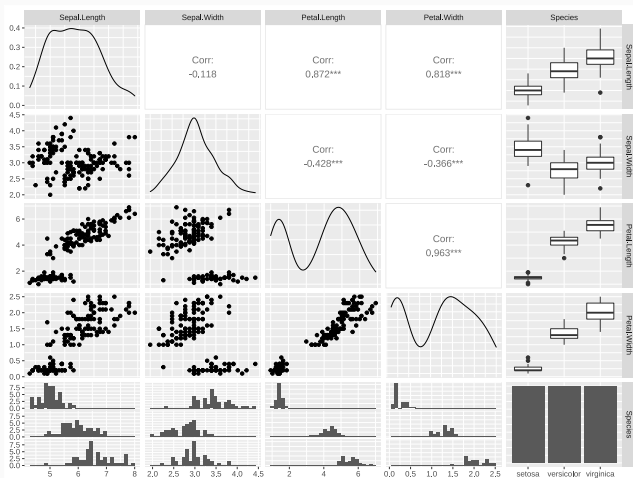 Sepal.Length Sepal.Width Petal.Length Petal.Width Species
0.4
0.3
0.2
0.1
0.0
Corr:
-0.118
Corr:
0.872***
Corr:
0.818***
Sepal.Length
4.5
4.0
3.5
3.0
2.5
2.0
Corr:
-0.428***
Corr:
-0.366***
Sepal.Width
6
4
2
Corr:
0.963***
Petal.Length
2.5
2.0
1.5
1.0
0.5
0.0
Petal.Width
7.5
5.0
2.5
0.0
7.5
5.0
2.5
0.0
7.5
5.0
2.5
0.0
Species
5 6 7 8 2.0 2.5 3.0 3.5 4.0 4.5 2 4 6 0.0 0.5 1.0 1.5 2.0 2.5 setosa versicolor virginica